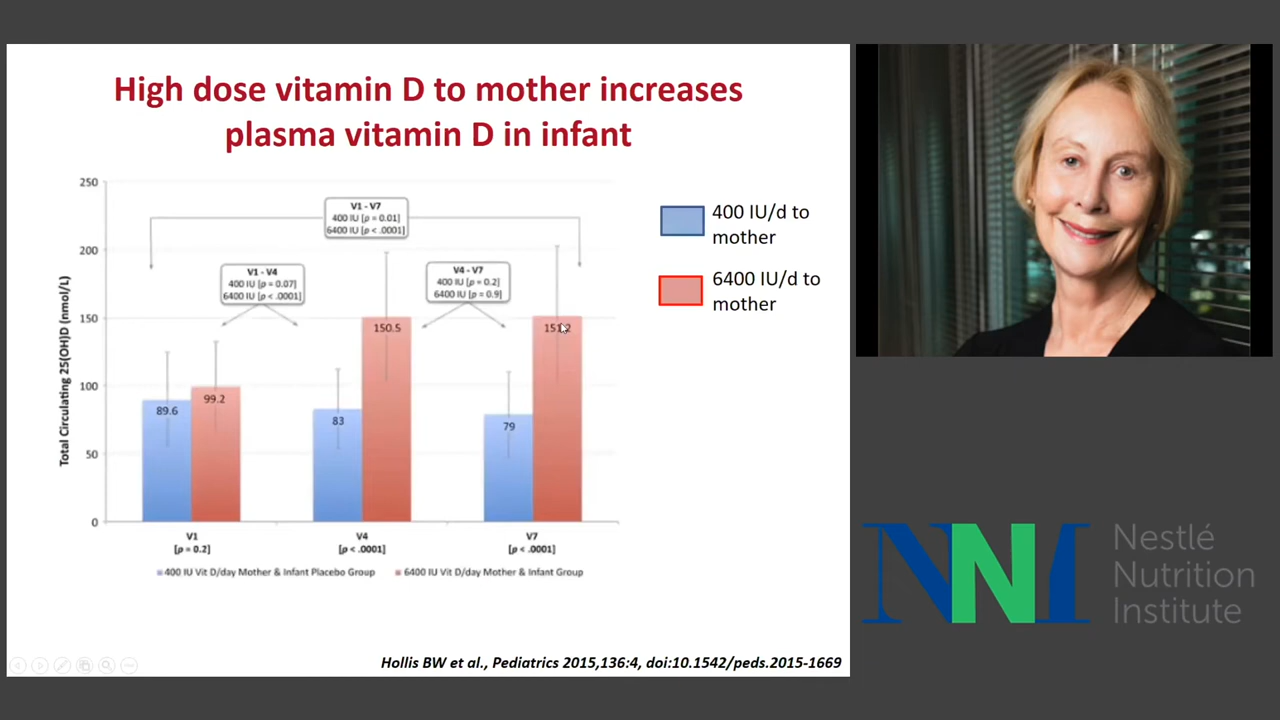 High dose vitamin D to mother increases
plasma vitamin D in infant
250
200
150
100
50
0
Total Circulating 25(OH)D (nmol/L)
V1 - V7
400 IU [p = 0.01]
6400 IU [p < .0001]
V1 - V4
400 IU [p = 0.07]
6400 IU [p < .0001]
V4 - V7
400 IU [p = 0.2]
6400 IU [p = 0.9]
89.6
99.2
83
150.5
79
V1
[p = 0.2]
V4
[p < .0001]
V7
[p < .0001]
400 IU Vit D/day Mother & Infant Placebo Group
6400 IU Vit D/day Mother & Infant Group
400 IU/d to
mother
6400 IU/d to
mother
Hollis BW et al., Pediatrics 2015,136:4, doi:10.1542/peds.2015-1669
NNI
Nestlé
Nutrition
Institute